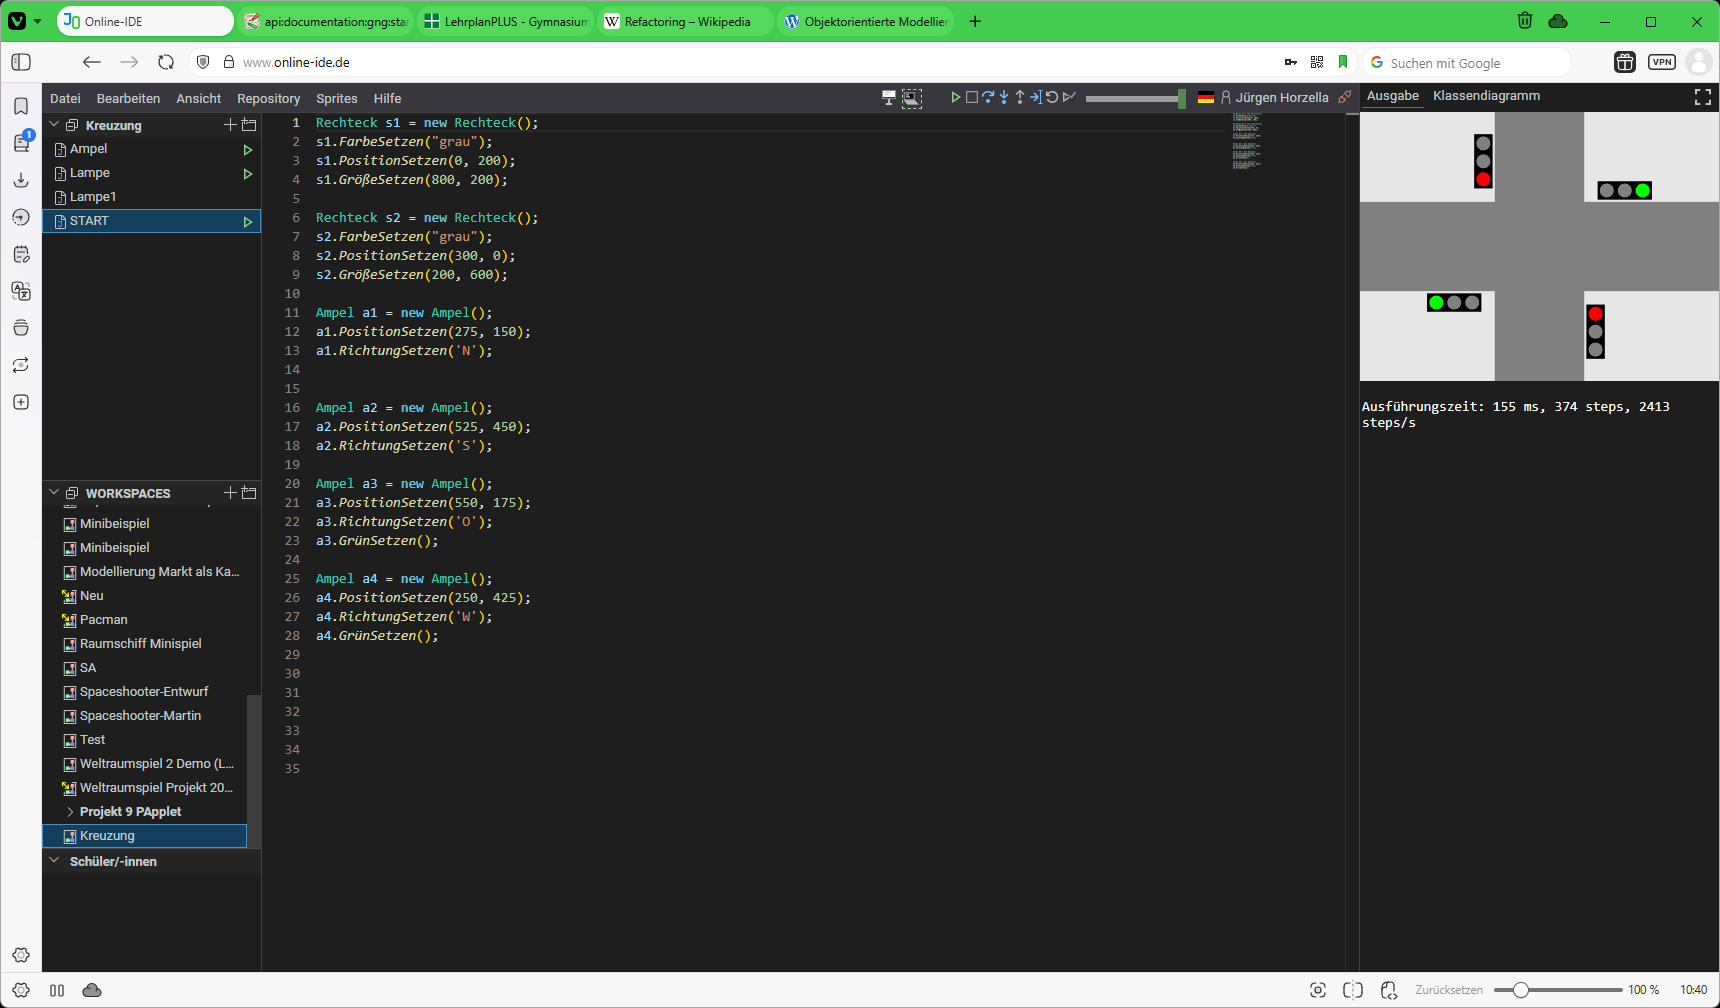 Online-IDE
api:documentation:gng:star
LehrplanPLUS - Gymnasium
Refactoring – Wikipedia
Objektorientierte Modellier
www.online-ide.de
Suchen mit Google
VPN
Datei Bearbeiten Ansicht Repository Sprites Hilfe
Jürgen Horzella
Ausgabe Klassendiagramm
1
Kreuzung
Ampel
Lampe
Lampe1
START
WORKSPACES
Minibeispiel
Minibeispiel
Modellierung Markt als Ka...
Neu
Pacman
Raumschiff Minispiel
SA
Spaceshooter-Entwurf
Spaceshooter-Martin
Test
Weltraumspiel 2 Demo (L...
Weltraumspiel Projekt 20...
Projekt 9 PApplet
Kreuzung
Schüler/-innen
1 Rechteck s1 = new Rechteck();
2 s1.FarbeSetzen("grau");
3 s1.PositionSetzen(0, 200);
4 s1.GrößeSetzen(800, 200);
5
6 Rechteck s2 = new Rechteck();
7 s2.FarbeSetzen("grau");
8 s2.PositionSetzen(300, 0);
9 s2.GrößeSetzen(200, 600);
10
11 Ampel a1 = new Ampel();
12 a1.PositionSetzen(275, 150);
13 a1.RichtungSetzen('N');
14
15
16 Ampel a2 = new Ampel();
17 a2.PositionSetzen(525, 450);
18 a2.RichtungSetzen('S');
19
20 Ampel a3 = new Ampel();
21 a3.PositionSetzen(550, 175);
22 a3.RichtungSetzen('O');
23 a3.GrünSetzen();
24
25 Ampel a4 = new Ampel();
26 a4.PositionSetzen(250, 425);
27 a4.RichtungSetzen('W');
28 a4.GrünSetzen();
29
30
31
32
33
34
35
Ausführungszeit: 155 ms, 374 steps, 2413
steps/s
Zurücksetzen 100 % 10:40